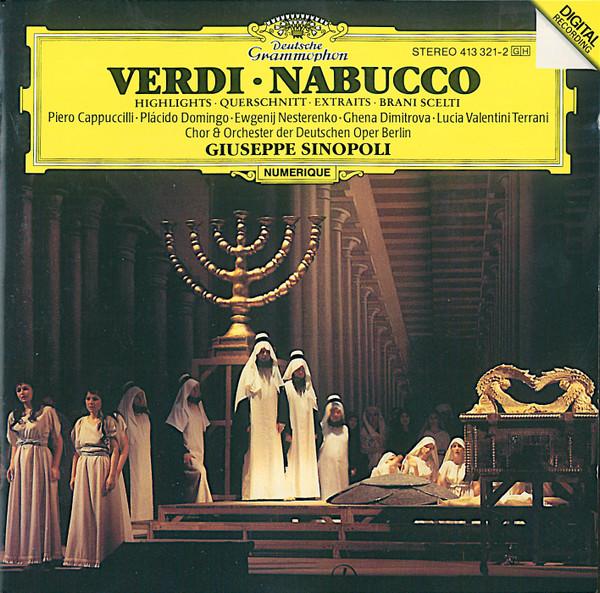 Deutsche
Grammophon
STEREO 413 321-2 GH
DIGITAL
RECORDING
VERDI · NABUCCO
HIGHLIGHTS · QUERSCHNITT · EXTRAITS · BRANI SCELTI
Piero Cappuccilli · Plácido Domingo · Ewgenij Nesterenko · Ghena Dimitrova · Lucia Valentini Terrani
Chor & Orchester der Deutschen Oper Berlin
GIUSEPPE SINOPOLI
NUMERIQUE